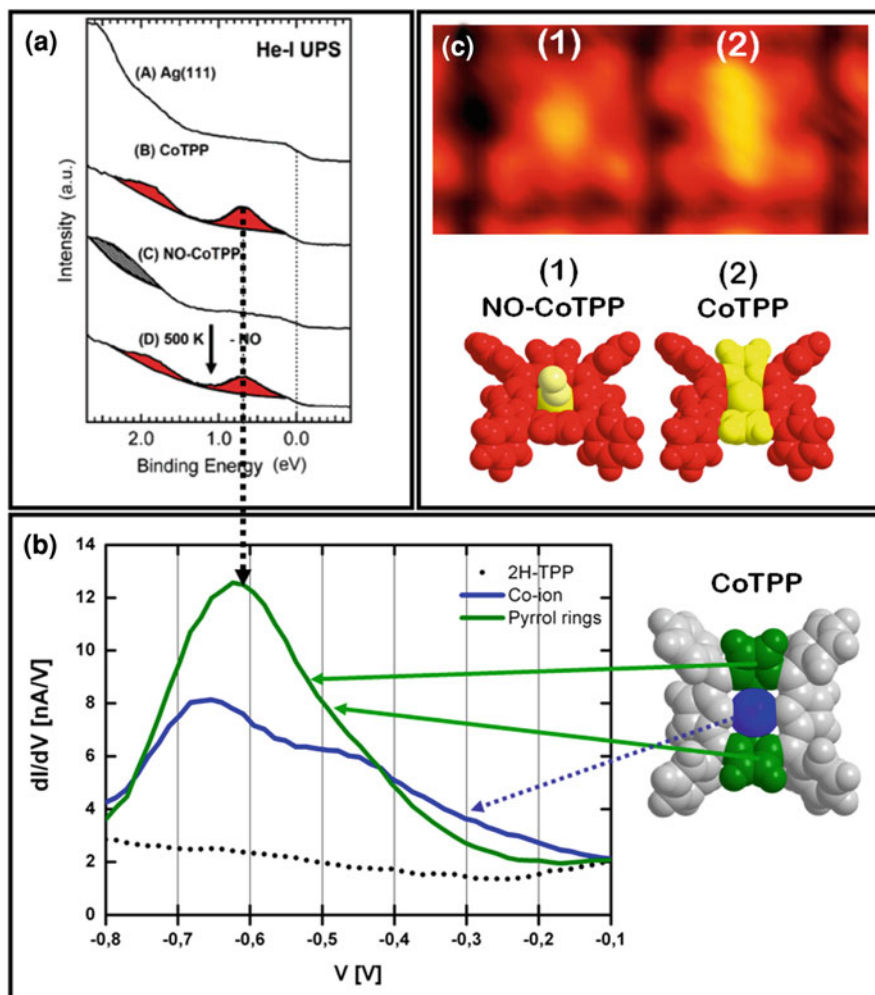 (a)
He-I UPS
(A) Ag(111)
(B) CoTPP
(C) NO-CoTPP
(D) 500 K - NO
Intensity (a.u.)
2.0 1.0 0.0
Binding Energy (eV)
(c)
(1) (2)
(1) (2)
NO-CoTPP CoTPP
(b)
14
12
10
8
6
4
2
0
dI/dV [nA/V]
2H-TPP
Co-ion
Pyrrol rings
CoTPP
-0,8 -0,7 -0,6 -0,5 -0,4 -0,3 -0,2 -0,1
V [V]